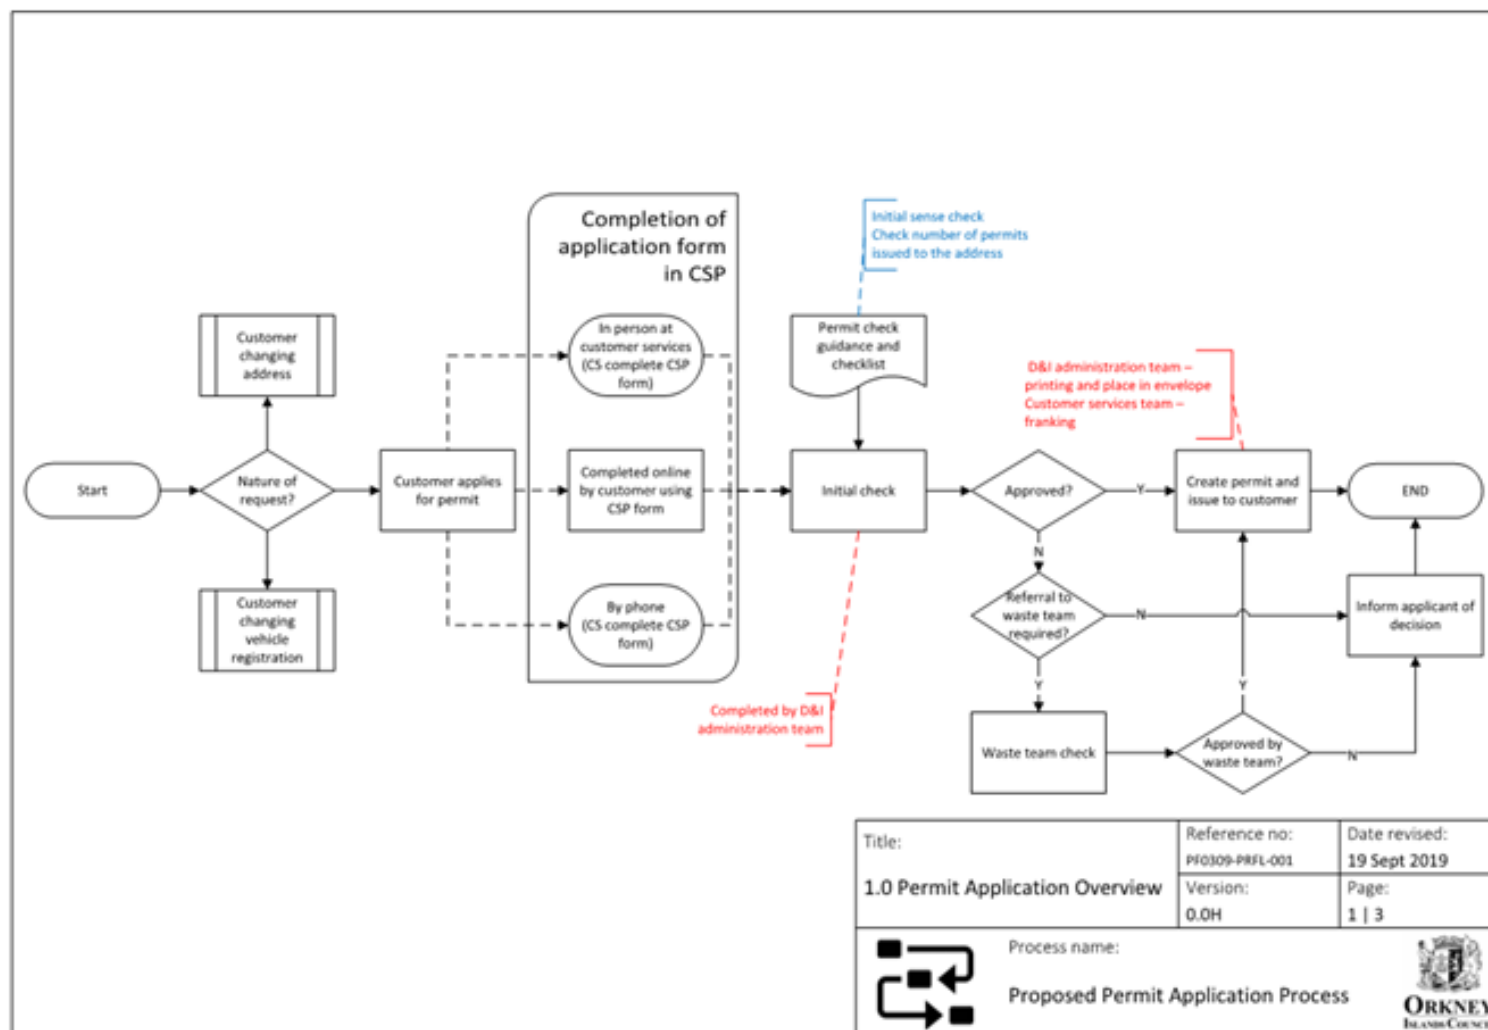 Completion of
application form
in CSP
Initial sense check
Check number of permits
issued to the address
Customer
changing
address
In person at
customer services
(CS complete CSP
form)
Permit check
guidance and
checklist
D&I administration team –
printing and place in envelope
Customer services team –
franking
Start
Nature of
request?
Customer applies
for permit
Completed online
by customer using
CSP form
Initial check
Approved?
Y
Create permit and
issue to customer
END
N
Customer
changing
vehicle
registration
By phone
(CS complete CSP
form)
Referral to
waste team
required?
N
Inform applicant of
decision
Y
Y
Completed by D&I
administration team
Waste team check
Approved by
waste team?
N
Title:
1.0 Permit Application Overview
Reference no:
PF0309-PRFL-001
Date revised:
19 Sept 2019
Version:
0.0H
Page:
1 | 3
Process name:
Proposed Permit Application Process
ORKNEY
ISLANDS COUNCIL